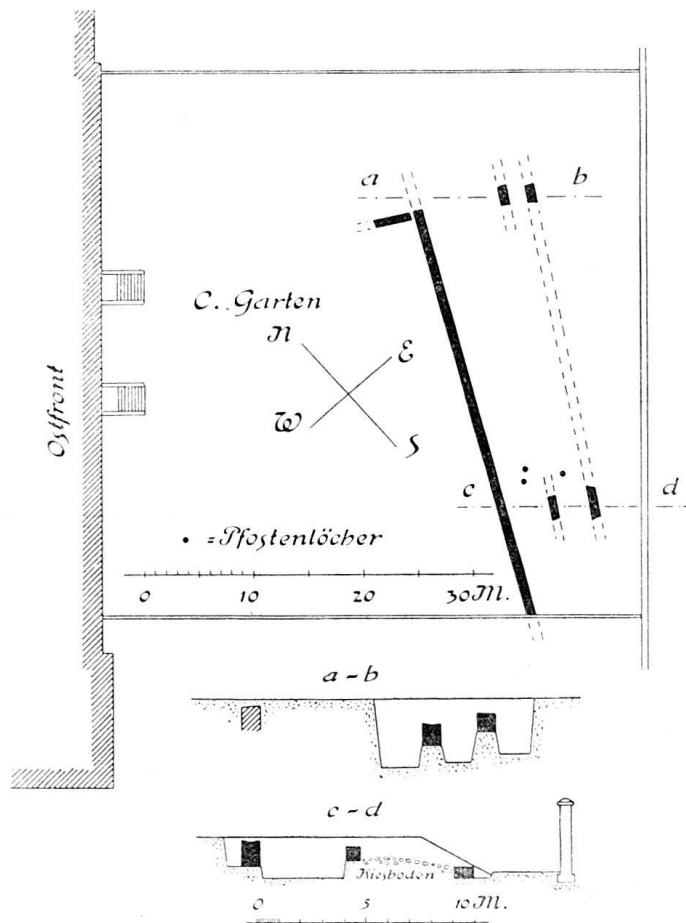 a b
C. Garten
N
E
W
S
Ostfront
c d
• = Pfostenlöcher
0 10 20 30 M.
a - b
c - d
Kiesboden
0 5 10 M.